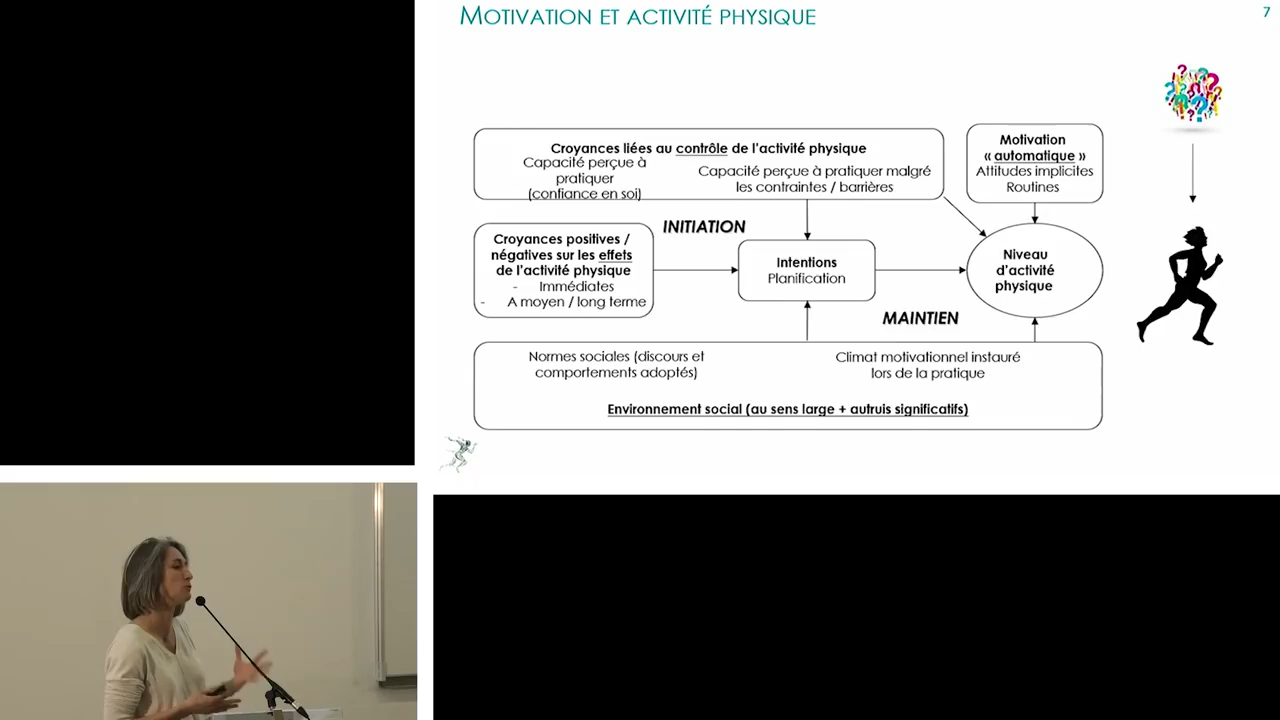 MOTIVATION ET ACTIVITÉ PHYSIQUE
7
Croyances liées au contrôle de l'activité physique
Capacité perçue à
pratiquer
(confiance en soi)
Capacité perçue à pratiquer malgré
les contraintes / barrières
Motivation
« automatique »
Attitudes implicites
Routines
INITIATION
Croyances positives /
négatives sur les effets
de l'activité physique
- Immédiates
- A moyen / long terme
Intentions
Planification
Niveau
d'activité
physique
MAINTIEN
Normes sociales (discours et
comportements adoptés)
Climat motivationnel instauré
lors de la pratique
Environnement social (au sens large + autruis significatifs)